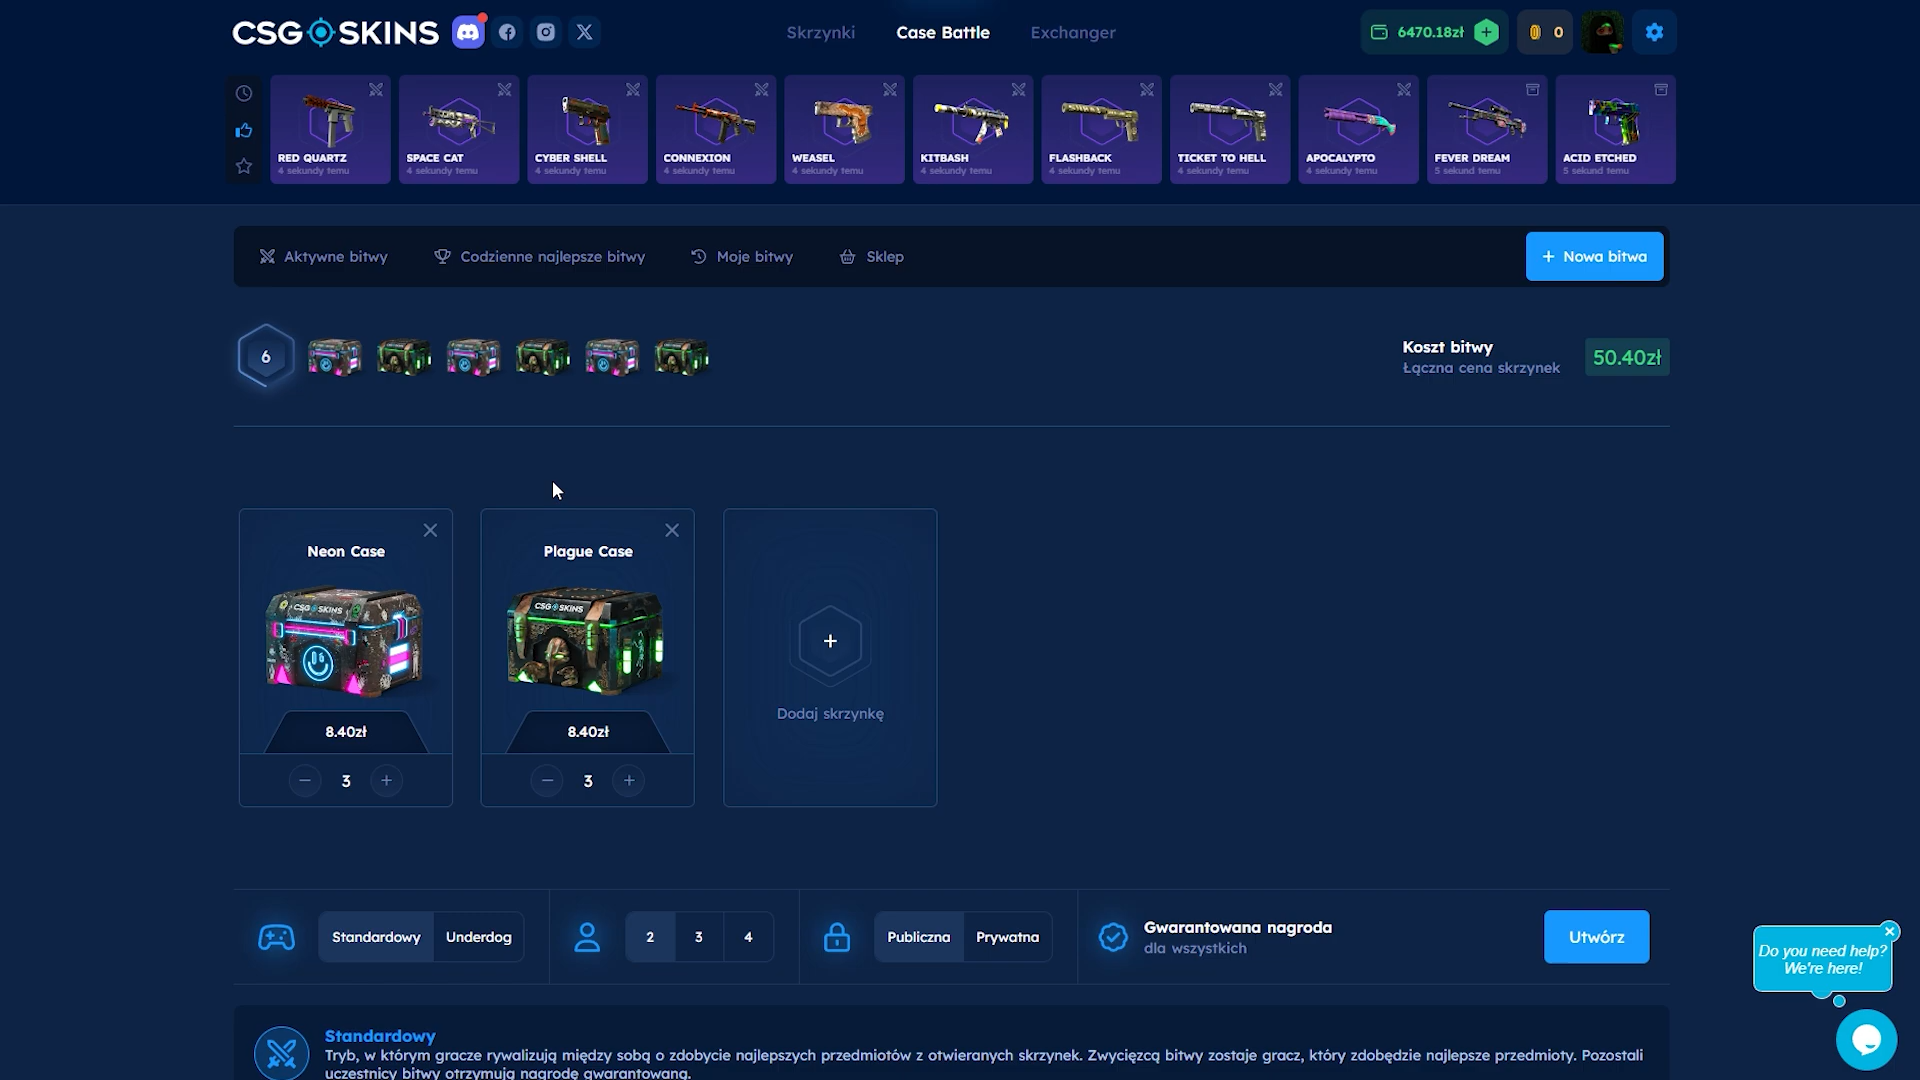 CSG SKINS
Skrzynki
Case Battle
Exchanger
6470.18zł
0
RED QUARTZ
4 sekundy temu
SPACE CAT
4 sekundy temu
CYBER SHELL
4 sekundy temu
CONNEXION
4 sekundy temu
WEASEL
4 sekundy temu
KITBASH
4 sekundy temu
FLASHBACK
4 sekundy temu
TICKET TO HELL
4 sekundy temu
APOCALYPTO
4 sekundy temu
FEVER DREAM
5 sekund temu
ACID ETCHED
5 sekund temu
Aktywne bitwy
Codzienne najlepsze bitwy
Moje bitwy
Sklep
+ Nowa bitwa
6
Koszt bitwy
Łączna cena skrzynek
50.40zł
Neon Case
CSG SKINS
8.40zł
3
Plague Case
CSG SKINS
8.40zł
3
Dodaj skrzynkę
Standardowy
Underdog
2
3
4
Publiczna
Prywatna
Gwarantowana nagroda
dla wszystkich
Utwórz
Do you need help?
We're here!
Standardowy
Tryb, w którym gracze rywalizują między sobą o zdobycie najlepszych przedmiotów z otwieranych skrzynek. Zwycięzcą bitwy zostaje gracz, który zdobędzie najlepsze przedmioty. Pozostali
uczestnicy bitwy otrzymują nagrodę gwarantowaną.